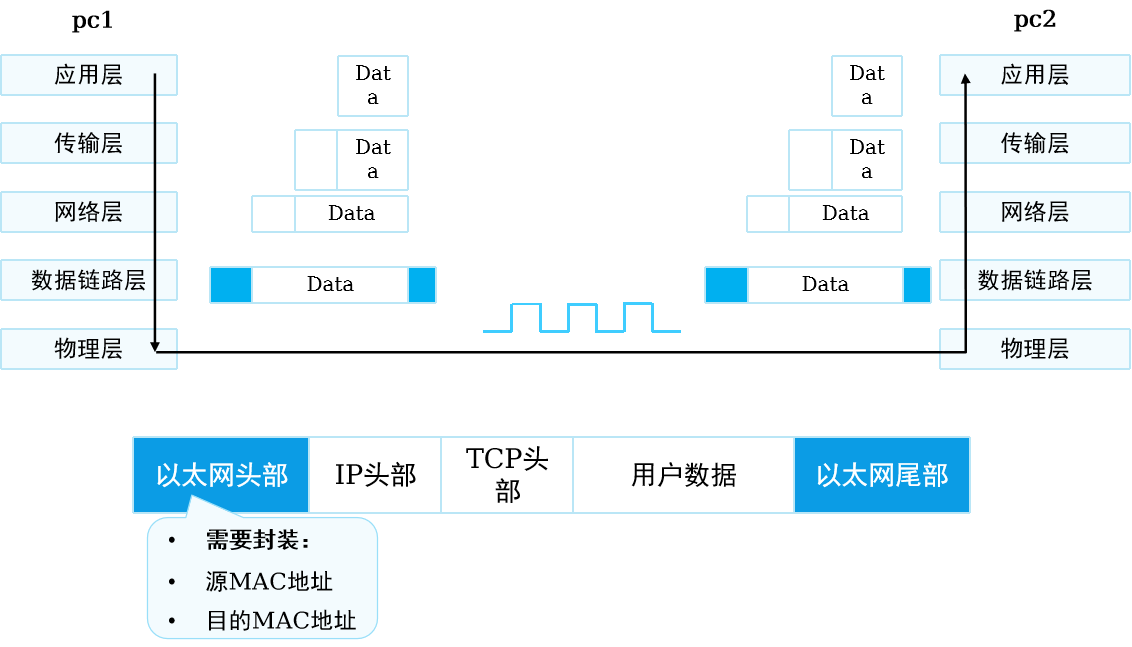 pc1
pc2
应用层
Dat
a
Dat
a
应用层
传输层
Dat
a
Dat
a
传输层
网络层
Data
Data
网络层
数据链路层
Data
Data
数据链路层
物理层
物理层
以太网头部
IP头部
TCP头
部
用户数据
以太网尾部
• 需要封装：
• 源MAC地址
• 目的MAC地址